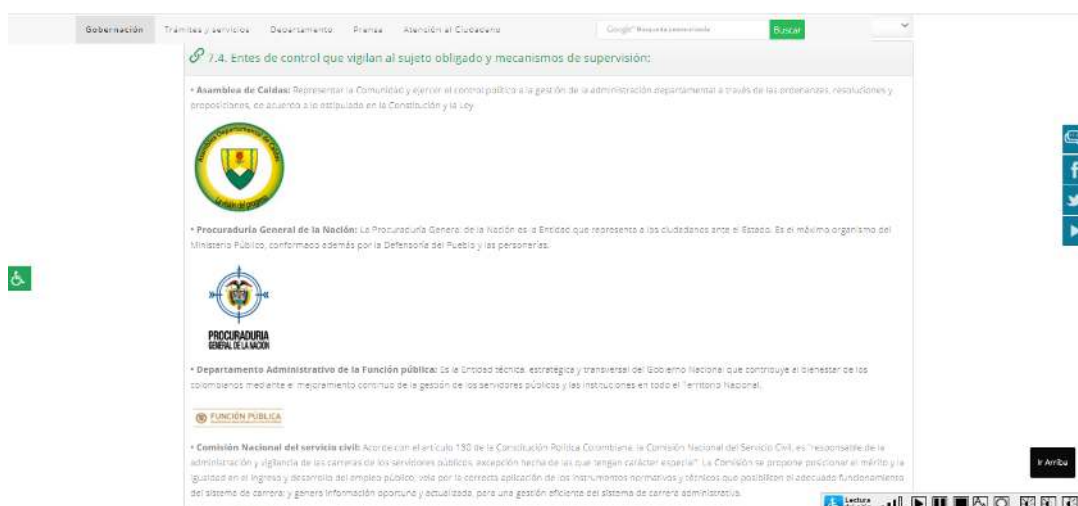 Gobernación Trámites y servicios Departamento Prensa Atención al Ciudadano Google Búsqueda personalizada Buscar
7.4. Entes de control que vigilan al sujeto obligado y mecanismos de supervisión:
• Asamblea de Caldas: Representar la Comunidad y ejercer el control político a la gestión de la administración departamental a través de las ordenanzas, resoluciones y
proposiciones, de acuerdo a lo estipulado en la Constitución y la Ley.
Asamblea Departamental de Caldas
La visión del progreso
• Procuraduría General de la Nación: La Procuraduría General de la Nación es la Entidad que representa a los ciudadanos ante el Estado. Es el máximo organismo del
Ministerio Público, conformado además por la Defensoría del Pueblo y las personerías.
PROCURADURIA
GENERAL DE LA NACION
• Departamento Administrativo de la Función pública: Es la Entidad técnica, estratégica y transversal del Gobierno Nacional que contribuye al bienestar de los
colombianos mediante el mejoramiento continuo de la gestión de los servidores públicos y las instituciones en todo el Territorio Nacional.
FUNCIÓN PÚBLICA
• Comisión Nacional del servicio civil: Acorde con el artículo 130 de la Constitución Política Colombiana, la Comisión Nacional del Servicio Civil, es "responsable de la
administración y vigilancia de las carreras de los servidores públicos, excepción hecha de las que tengan carácter especial". La Comisión se propone posicionar el mérito y la
igualdad en el ingreso y desarrollo del empleo público; vela por la correcta aplicación de los instrumentos normativos y técnicos que posibiliten el adecuado funcionamiento
del sistema de carrera; y genera información oportuna y actualizada, para una gestión eficiente del sistema de carrera administrativa.
Ir Arriba
Lectura